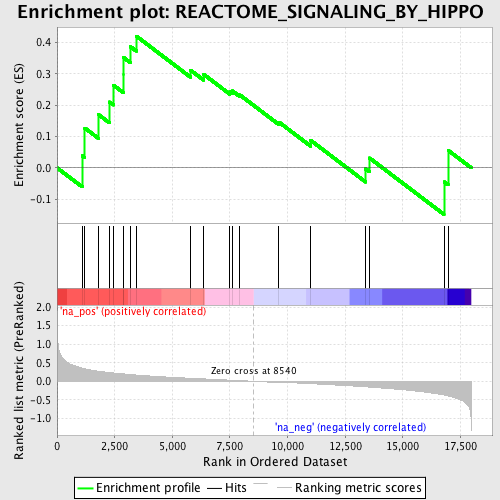 Enrichment plot: REACTOME_SIGNALING_BY_HIPPO
Enrichment score (ES)
0.4
0.3
0.2
0.1
0.0
-0.1
Ranked list metric (PreRanked)
2.0
1.5
1.0
0.5
0.0
-0.5
-1.0
'na_pos' (positively correlated)
Zero cross at 8540
'na_neg' (negatively correlated)
0 2,500 5,000 7,500 10,000 12,500 15,000 17,500
Rank in Ordered Dataset
Enrichment profile Hits Ranking metric scores